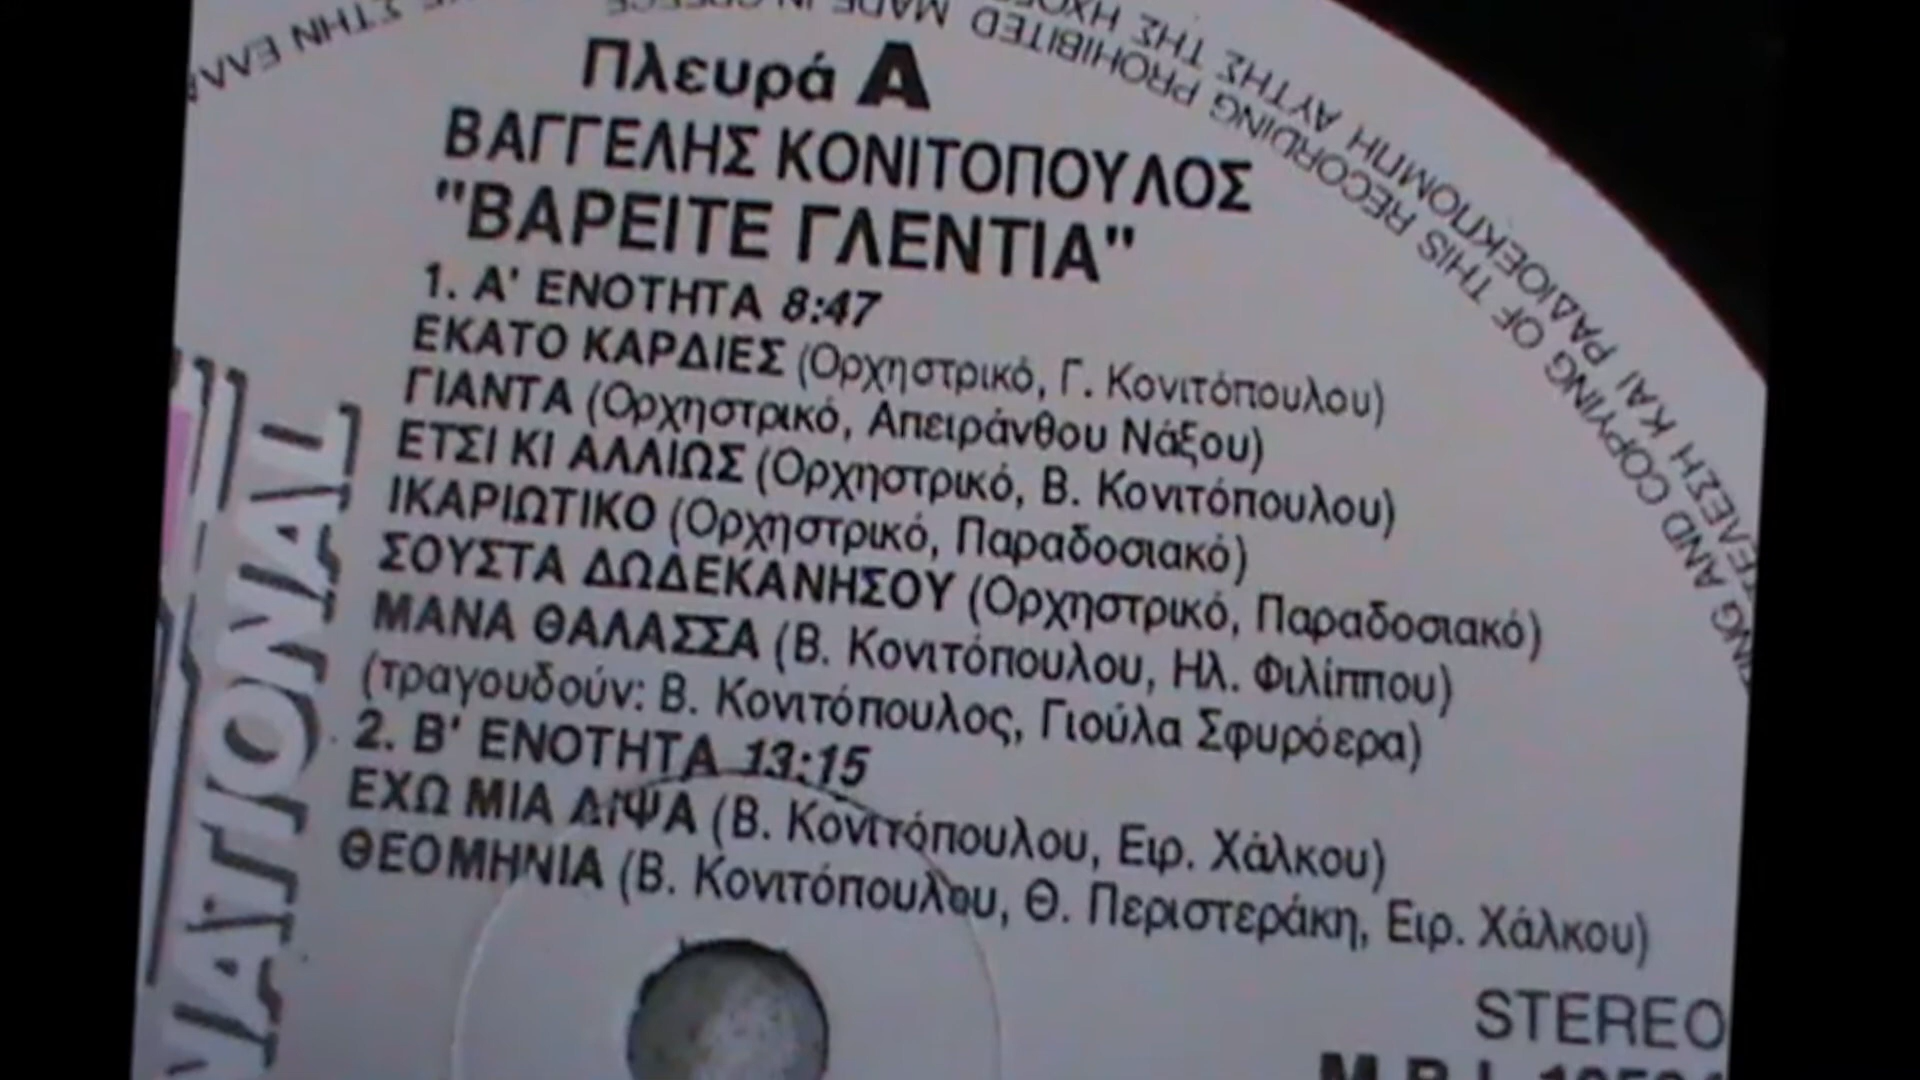 Πλευρά A
ΒΑΓΓΕΛΗΣ ΚΟΝΙΤΟΠΟΥΛΟΣ
"ΒΑΡΕΙΤΕ ΓΛΕΝΤΙΑ"
1. Α' ΕΝΟΤΗΤΑ 8:47
ΕΚΑΤΟ ΚΑΡΔΙΕΣ (Ορχηστρικό, Γ. Κονιτόπουλου)
ΓΙΑΝΤΑ (Ορχηστρικό, Απειράνθου Νάξου)
ΕΤΣΙ ΚΙ ΑΛΛΙΩΣ (Ορχηστρικό, Β. Κονιτόπουλου)
ΙΚΑΡΙΩΤΙΚΟ (Ορχηστρικό, Παραδοσιακό)
ΣΟΥΣΤΑ ΔΩΔΕΚΑΝΗΣΟΥ (Ορχηστρικό, Παραδοσιακό)
ΜΑΝΑ ΘΑΛΑΣΣΑ (Β. Κονιτόπουλου, Ηλ. Φιλίππου)
(τραγουδούν: Β. Κονιτόπουλος, Γιούλα Σφυρόερα)
2. Β' ΕΝΟΤΗΤΑ 13:15
ΕΧΩ ΜΙΑ ΔΙΨΑ (Β. Κονιτόπουλου, Ειρ. Χάλκου)
ΘΕΟΜΗΝΙΑ (Β. Κονιτόπουλου, Θ. Περιστεράκη, Ειρ. Χάλκου)
STEREO
NATIONAL
AND COPYING OF THIS RECORDING PROHIBITED MADE IN GREECE
ΚΑΙ ΡΑΔΙΟΕΚΠΟΜΠΗ ΑΥΤΗΣ ΤΗΣ
ΣΤΗΝ